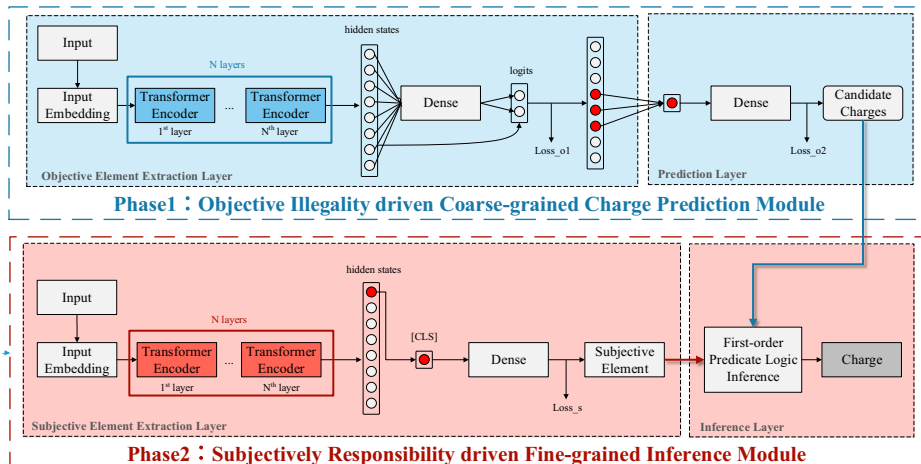 Input
Input
Embedding
N layers
Transformer
Encoder
...
Transformer
Encoder
1st layer
Nth layer
hidden states
Dense
logits
Loss_o1
Objective Element Extraction Layer
Dense
Loss_o2
Candidate
Charges
Prediction Layer
Phase1：Objective Illegality driven Coarse-grained Charge Prediction Module
Input
Input
Embedding
N layers
Transformer
Encoder
...
Transformer
Encoder
1st layer
Nth layer
hidden states
[CLS]
Dense
Loss_s
Subjective
Element
Subjective Element Extraction Layer
First-order
Predicate Logic
Inference
Charge
Inference Layer
Phase2：Subjectively Responsibility driven Fine-grained Inference Module